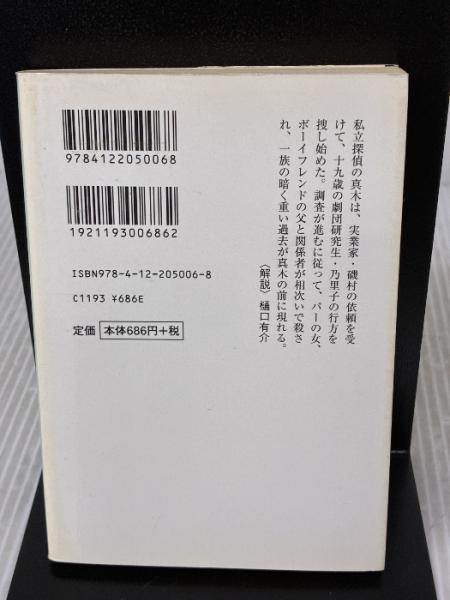 9784122050068
1921193006862
ISBN978-4-12-205006-8
C1193 ¥686E
定価 本体686円+税
私立探偵の真木は、実業家・磯村の依頼を受
けて、十九歳の劇団研究生・乃里子の行方を
捜し始めた。調査が進むに従って、バーの女、
ボーイフレンドの父と関係者が相次いで殺さ
れ、一族の暗く重い過去が真木の前に現れる。
〈解説〉樋口有介